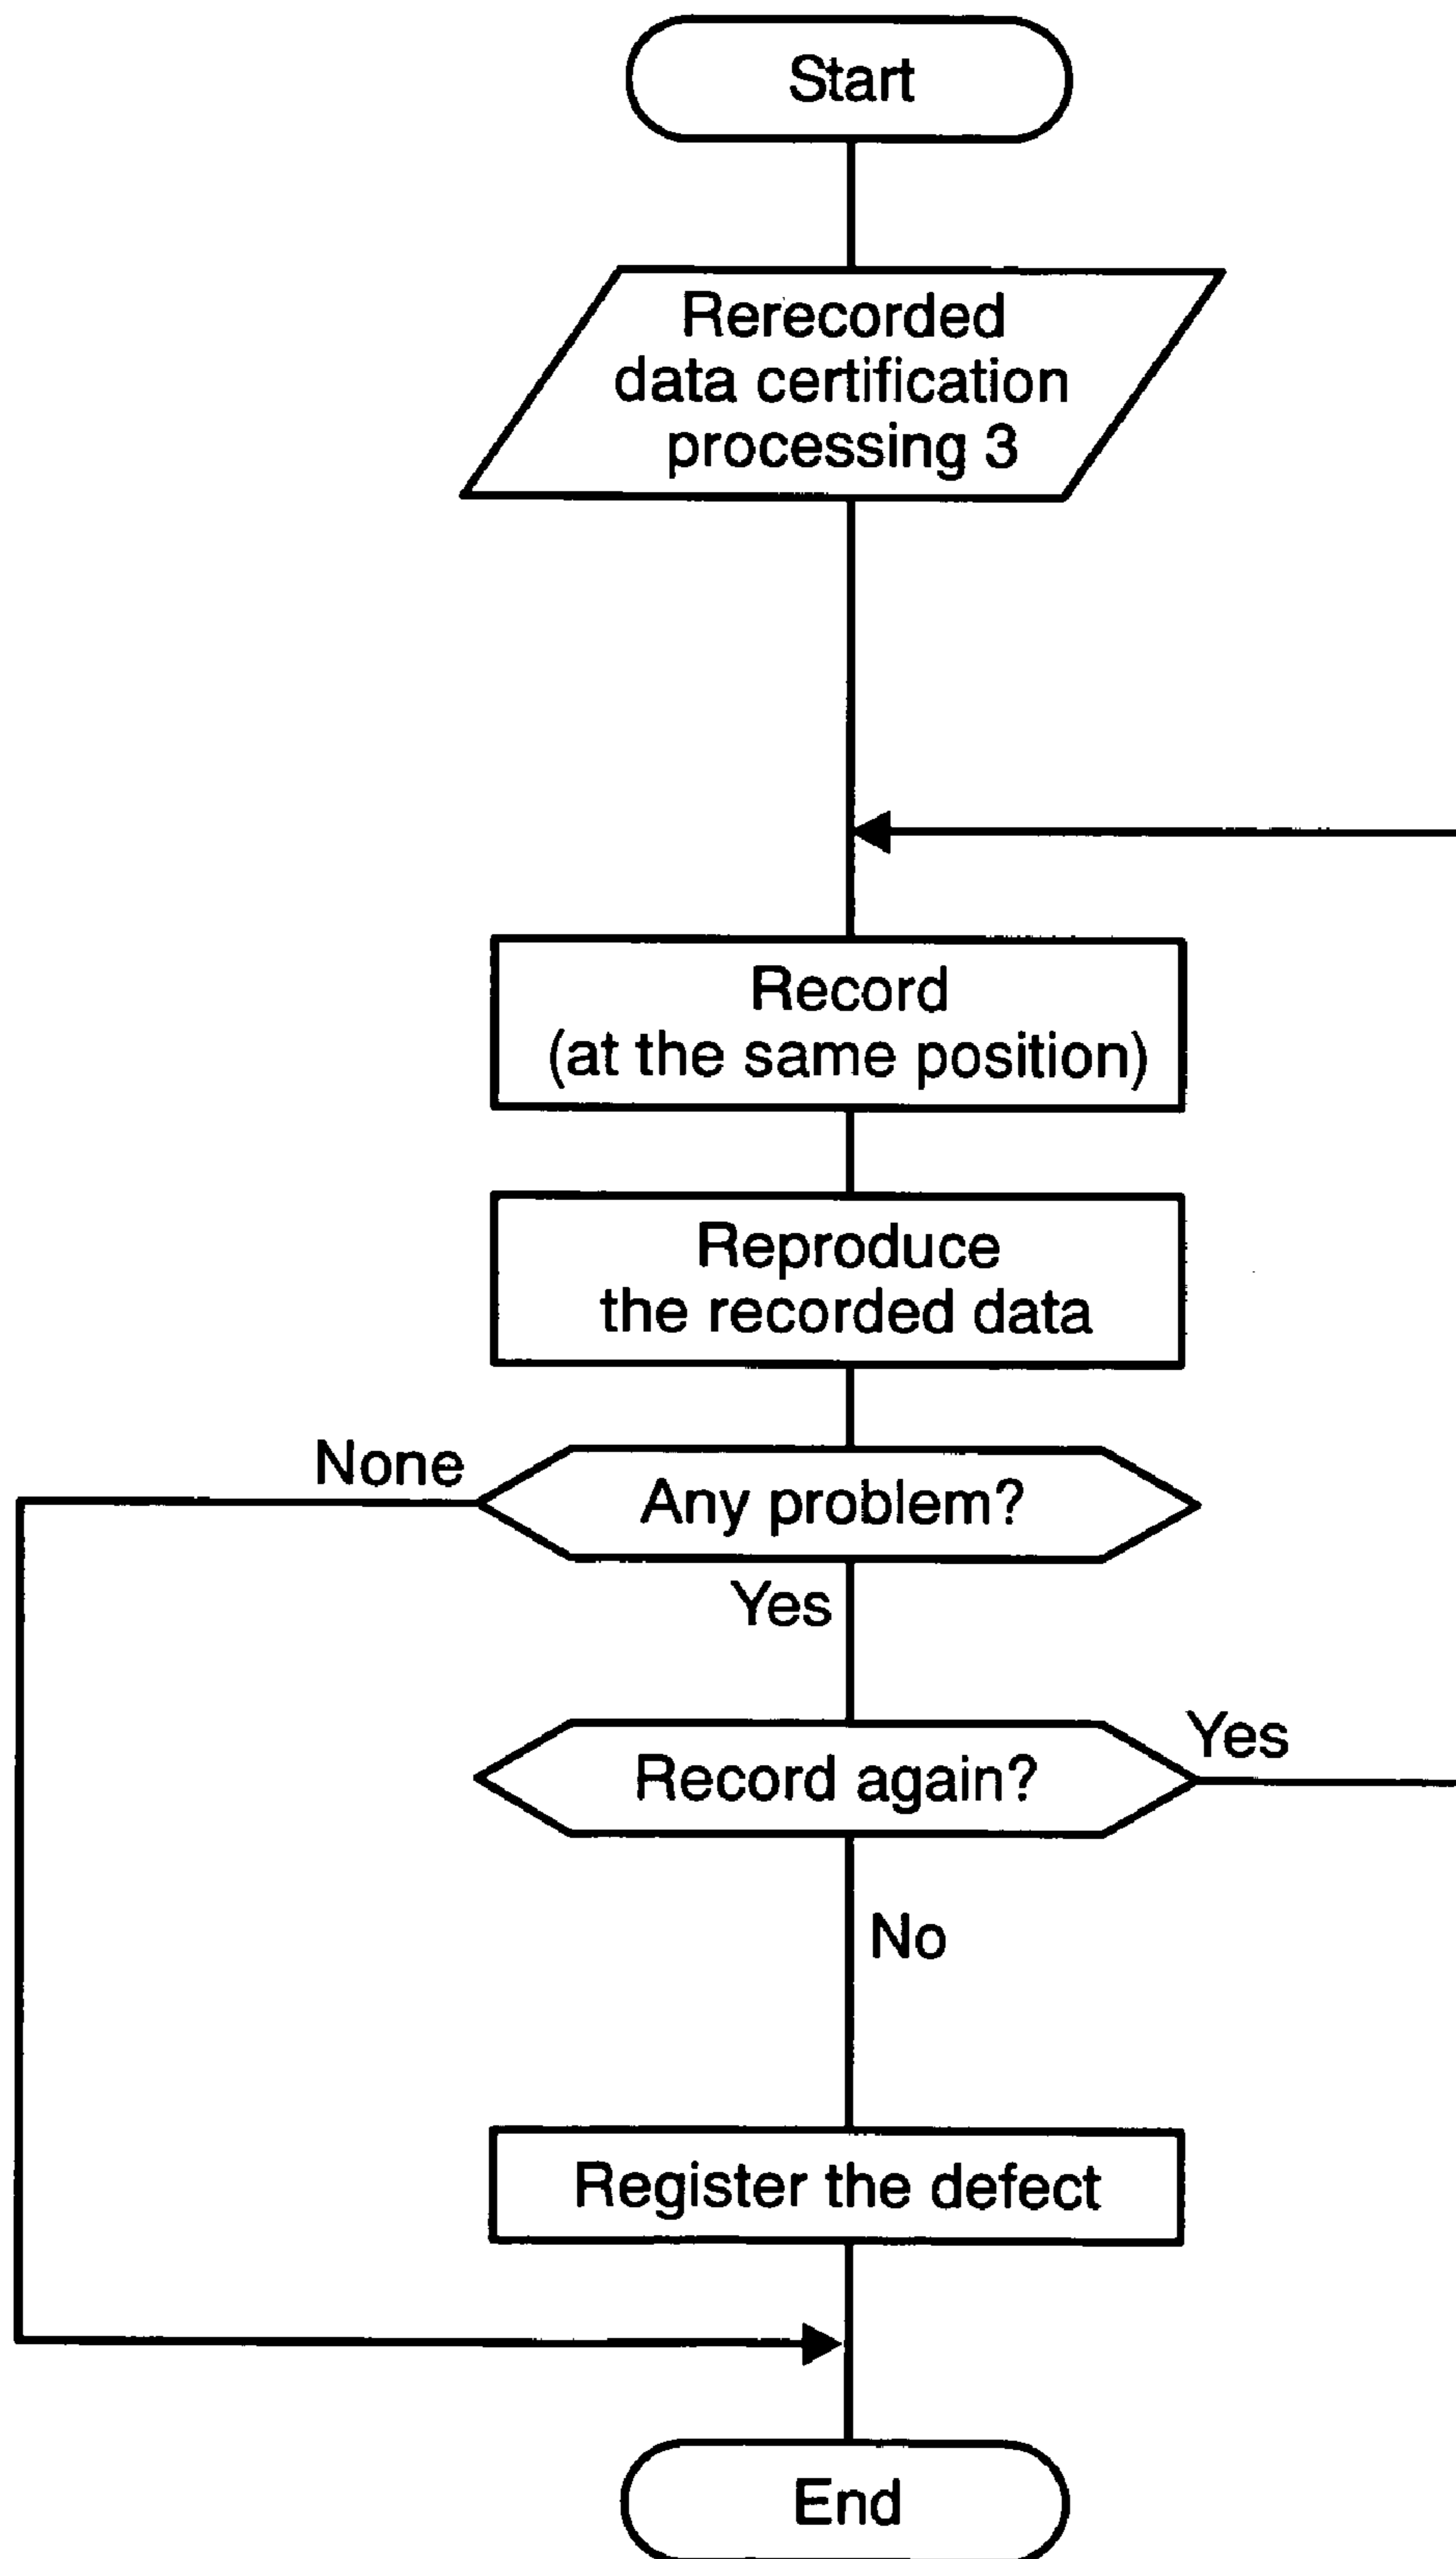 Start
Rerecorded
data certification
processing 3
Record
(at the same position)
Reproduce
the recorded data
None
Any problem?
Yes
Yes
Record again?
No
Register the defect
End